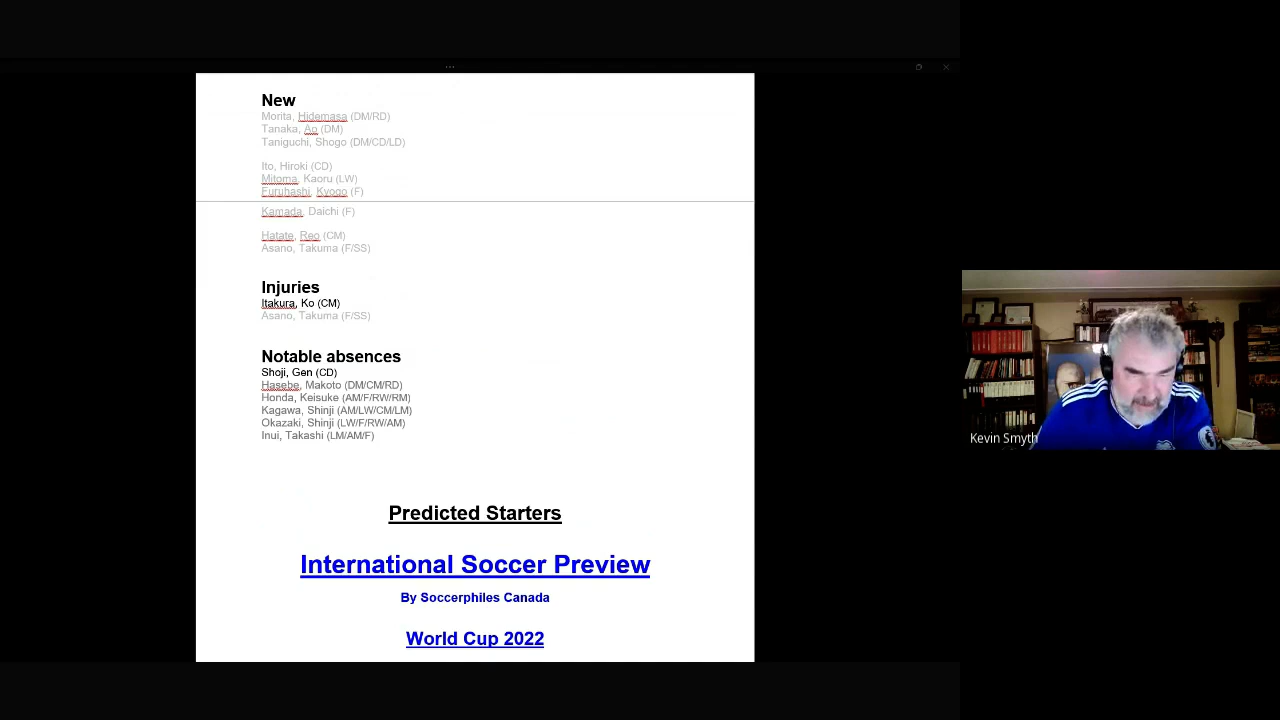 New
Morita, Hidemasa (DM/RD)
Tanaka, Ao (DM)
Taniguchi, Shogo (DM/CD/LD)
Ito, Hiroki (CD)
Mitoma, Kaoru (LW)
Furuhashi, Kyogo (F)
Kamada, Daichi (F)
Hatate, Reo (CM)
Asano, Takuma (F/SS)
Injuries
Itakura, Ko (CM)
Asano, Takuma (F/SS)
Notable absences
Shoji, Gen (CD)
Hasebe, Makoto (DM/CM/RD)
Honda, Keisuke (AM/F/RW/RM)
Kagawa, Shinji (AM/LW/CM/LM)
Okazaki, Shinji (LW/F/RW/AM)
Inui, Takashi (LM/AM/F)
Predicted Starters
International Soccer Preview
By Soccerphiles Canada
World Cup 2022
Kevin Smyth